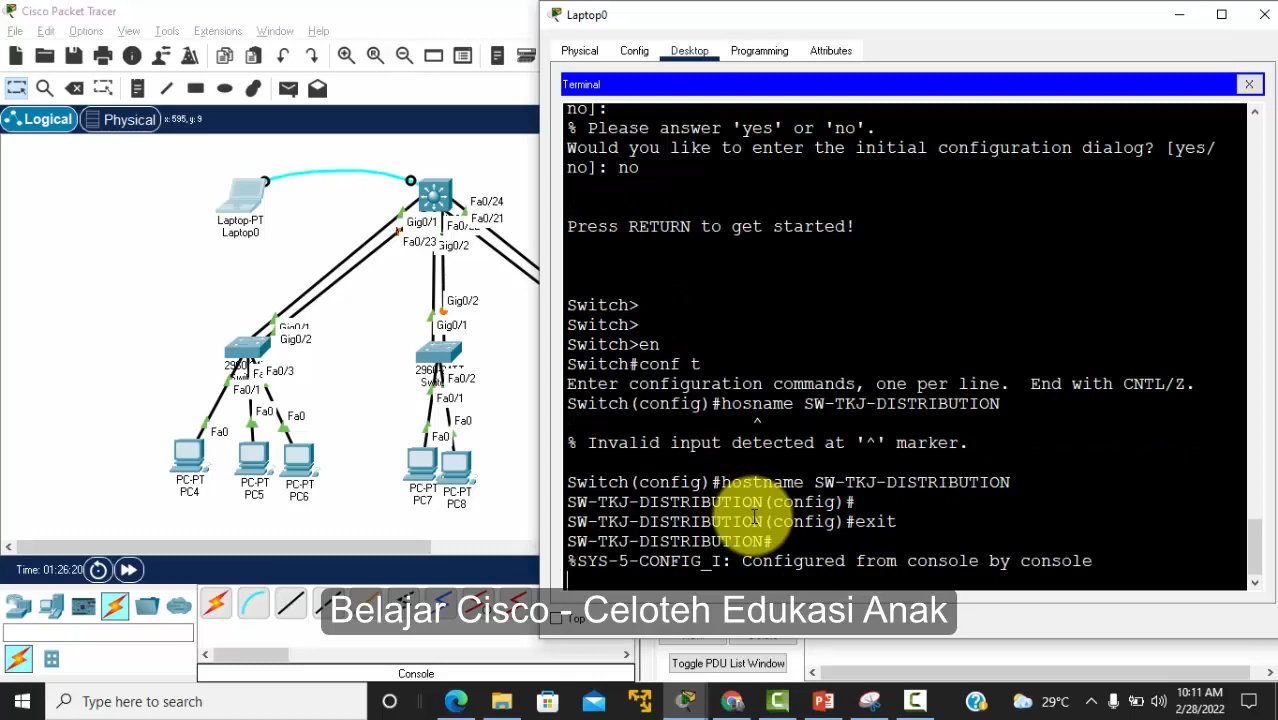 Cisco Packet Tracer
File Edit Options View Tools Extensions Window Help
Logical Physical x: 595, y: 9
Laptop-PT
Laptop0
Fa0/24
Fa0/21
Gig0/1
Fa0/23
Gig0/2
Gig0/2
Gig0/1
Gig0/1
Gig0/2
Fa0/3
Fa0/1
Fa0/2
Fa0/1
Fa0
Fa0
Fa0
Fa0
Fa0
PC-PT
PC4
PC-PT
PC5
PC-PT
PC6
PC-PT
PC7
PC-PT
PC8
Time: 01:26:20
Console
Laptop0
Physical Config Desktop Programming Attributes
Terminal X
no]:
% Please answer 'yes' or 'no'.
Would you like to enter the initial configuration dialog? [yes/
no]: no
Press RETURN to get started!
Switch>
Switch>
Switch>en
Switch#conf t
Enter configuration commands, one per line.  End with CNTL/Z.
Switch(config)#hosname SW-TKJ-DISTRIBUTION
^
% Invalid input detected at '^' marker.
Switch(config)#hostname SW-TKJ-DISTRIBUTION
SW-TKJ-DISTRIBUTION(config)#
SW-TKJ-DISTRIBUTION(config)#exit
SW-TKJ-DISTRIBUTION#
%SYS-5-CONFIG_I: Configured from console by console
Top
Belajar Cisco - Celoteh Edukasi Anak
Toggle PDU List Window
Type here to search
29°C
10:11 AM
2/28/2022